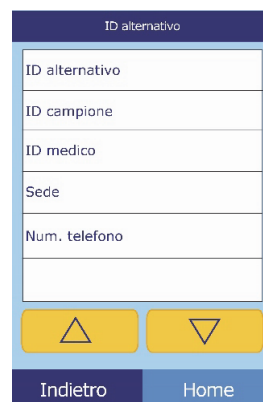 ID alternativo
ID alternativo
ID campione
ID medico
Sede
Num. telefono
Indietro
Home